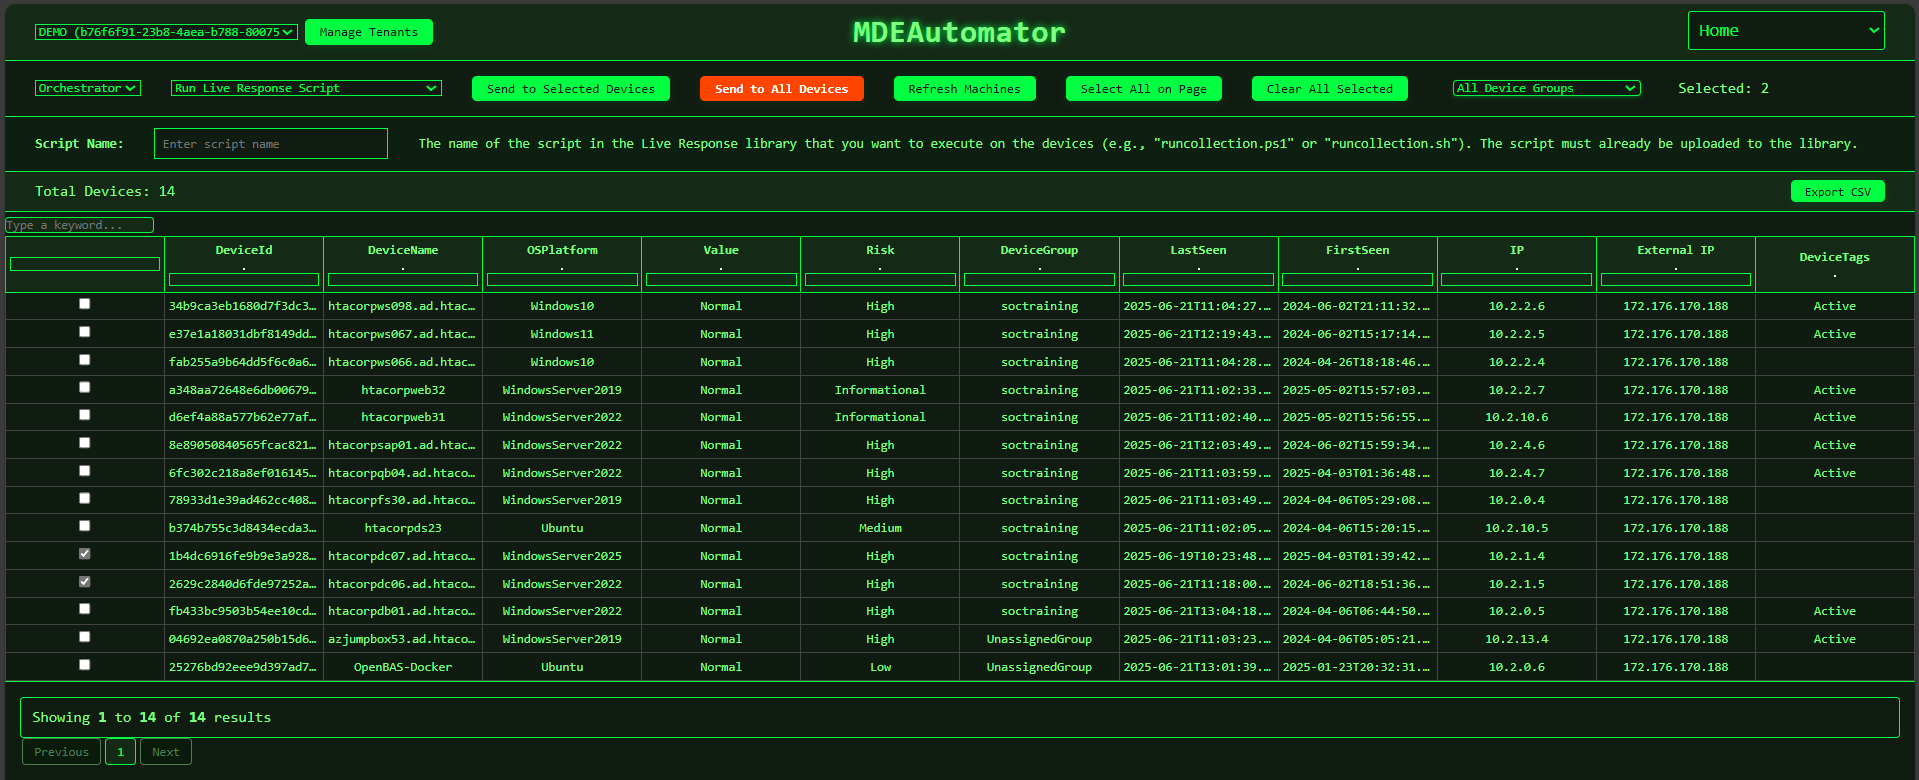 DEMO (b76f6f91-23b8-4aea-b788-80075 Manage Tenants MDEAutomator Home
Orchestrator Run Live Response Script Send to Selected Devices Send to All Devices Refresh Machines Select All on Page Clear All Selected All Device Groups Selected: 2
Script Name: Enter script name The name of the script in the Live Response library that you want to execute on the devices (e.g., "runcollection.ps1" or "runcollection.sh"). The script must already be uploaded to the library.
Total Devices: 14 Export CSV
Type a keyword...
DeviceId DeviceName OSPlatform Value Risk DeviceGroup LastSeen FirstSeen IP External IP DeviceTags
34b9ca3eb1680d7f3dc3... htacorpws098.ad.htac... Windows10 Normal High soctraining 2025-06-21T11:04:27.... 2024-06-02T21:11:32.... 10.2.2.6 172.176.170.188 Active
e37e1a18031dbf8149dd... htacorpws067.ad.htac... Windows11 Normal High soctraining 2025-06-21T12:19:43.... 2024-06-02T15:17:14.... 10.2.2.5 172.176.170.188 Active
fab255a9b64dd5f6c0a6... htacorpws066.ad.htac... Windows10 Normal High soctraining 2025-06-21T11:04:28.... 2024-04-26T18:18:46.... 10.2.2.4 172.176.170.188
a348aa72648e6db00679... htacorpweb32 WindowsServer2019 Normal Informational soctraining 2025-06-21T11:02:33.... 2025-05-02T15:57:03.... 10.2.2.7 172.176.170.188 Active
d6ef4a88a577b62e77af... htacorpweb31 WindowsServer2022 Normal Informational soctraining 2025-06-21T11:02:40.... 2025-05-02T15:56:55.... 10.2.10.6 172.176.170.188 Active
8e89050840565fcac821... htacorpsap01.ad.htac... WindowsServer2022 Normal High soctraining 2025-06-21T12:03:49.... 2024-06-02T15:59:34.... 10.2.4.6 172.176.170.188 Active
6fc302c218a8ef016145... htacorpqb04.ad.htaco... WindowsServer2022 Normal High soctraining 2025-06-21T11:03:59.... 2025-04-03T01:36:48.... 10.2.4.7 172.176.170.188 Active
78933d1e39ad462cc408... htacorpfs30.ad.htaco... WindowsServer2019 Normal High soctraining 2025-06-21T11:03:49.... 2024-04-06T05:29:08.... 10.2.0.4 172.176.170.188
b374b755c3d8434ecda3... htacorpds23 Ubuntu Normal Medium soctraining 2025-06-21T11:02:05.... 2024-04-06T15:20:15.... 10.2.10.5 172.176.170.188
1b4dc6916fe9b9e3a928... htacorpdc07.ad.htaco... WindowsServer2025 Normal High soctraining 2025-06-19T10:23:48.... 2025-04-03T01:39:42.... 10.2.1.4 172.176.170.188
2629c2840d6fde97252a... htacorpdc06.ad.htaco... WindowsServer2022 Normal High soctraining 2025-06-21T11:18:00.... 2024-06-02T18:51:36.... 10.2.1.5 172.176.170.188
fb433bc9503b54ee10cd... htacorpdb01.ad.htaco... WindowsServer2022 Normal High soctraining 2025-06-21T13:04:18.... 2024-04-06T06:44:50.... 10.2.0.5 172.176.170.188 Active
04692ea0870a250b15d6... azjumpbox53.ad.htaco... WindowsServer2019 Normal High UnassignedGroup 2025-06-21T11:03:23.... 2024-04-06T05:05:21.... 10.2.13.4 172.176.170.188 Active
25276bd92eee9d397ad7... OpenBAS-Docker Ubuntu Normal Low UnassignedGroup 2025-06-21T13:01:39.... 2025-01-23T20:32:31.... 10.2.0.6 172.176.170.188
Showing 1 to 14 of 14 results
Previous 1 Next